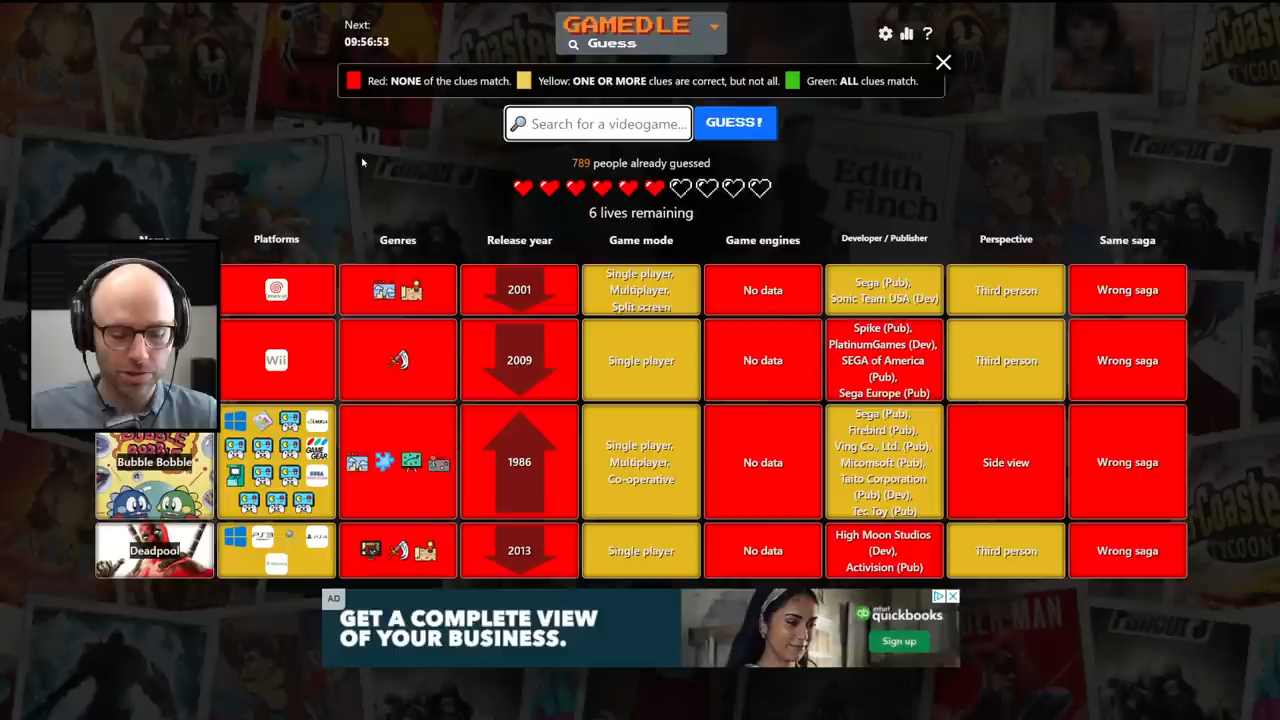 Next:
09:56:53
GAMEDLE
Guess
Red: NONE of the clues match.
Yellow: ONE OR MORE clues are correct, but not all.
Green: ALL clues match.
Search for a videogame...
GUESS!
789 people already guessed
6 lives remaining
Platforms
Genres
Release year
Game mode
Game engines
Developer / Publisher
Perspective
Same saga
2001
Single player,
Multiplayer,
Split screen
No data
Sega (Pub),
Sonic Team USA (Dev)
Third person
Wrong saga
Wii
2009
Single player
No data
Spike (Pub),
PlatinumGames (Dev),
SEGA of America
(Pub),
Sega Europe (Pub)
Third person
Wrong saga
Bubble Bobble
GAME GEAR
1986
Single player,
Multiplayer,
Co-operative
No data
Sega (Pub),
Firebird (Pub),
Ving Co., Ltd. (Pub),
Micomsoft (Pub),
Taito Corporation
(Pub) (Dev),
Tec Toy (Pub)
Side view
Wrong saga
Deadpool
PS3
PS4
2013
Single player
No data
High Moon Studios
(Dev),
Activision (Pub)
Third person
Wrong saga
AD
GET A COMPLETE VIEW
OF YOUR BUSINESS.
intuit
quickbooks
Sign up
Edith
Finch